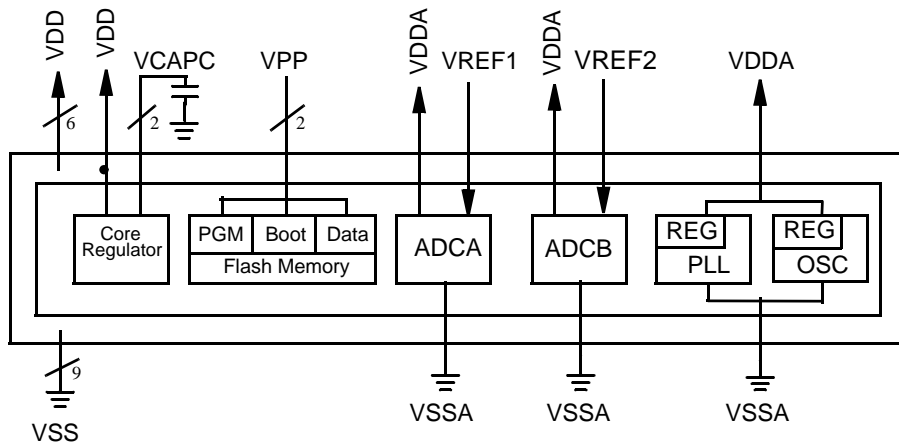 VDD
VDD
VCAPC
VPP
VDDA
VREF1
VDDA
VREF2
VDDA
6
2
2
Core
Regulator
PGM Boot Data
Flash Memory
ADCA
ADCB
REG
PLL
REG
OSC
9
VSS
VSSA
VSSA
VSSA